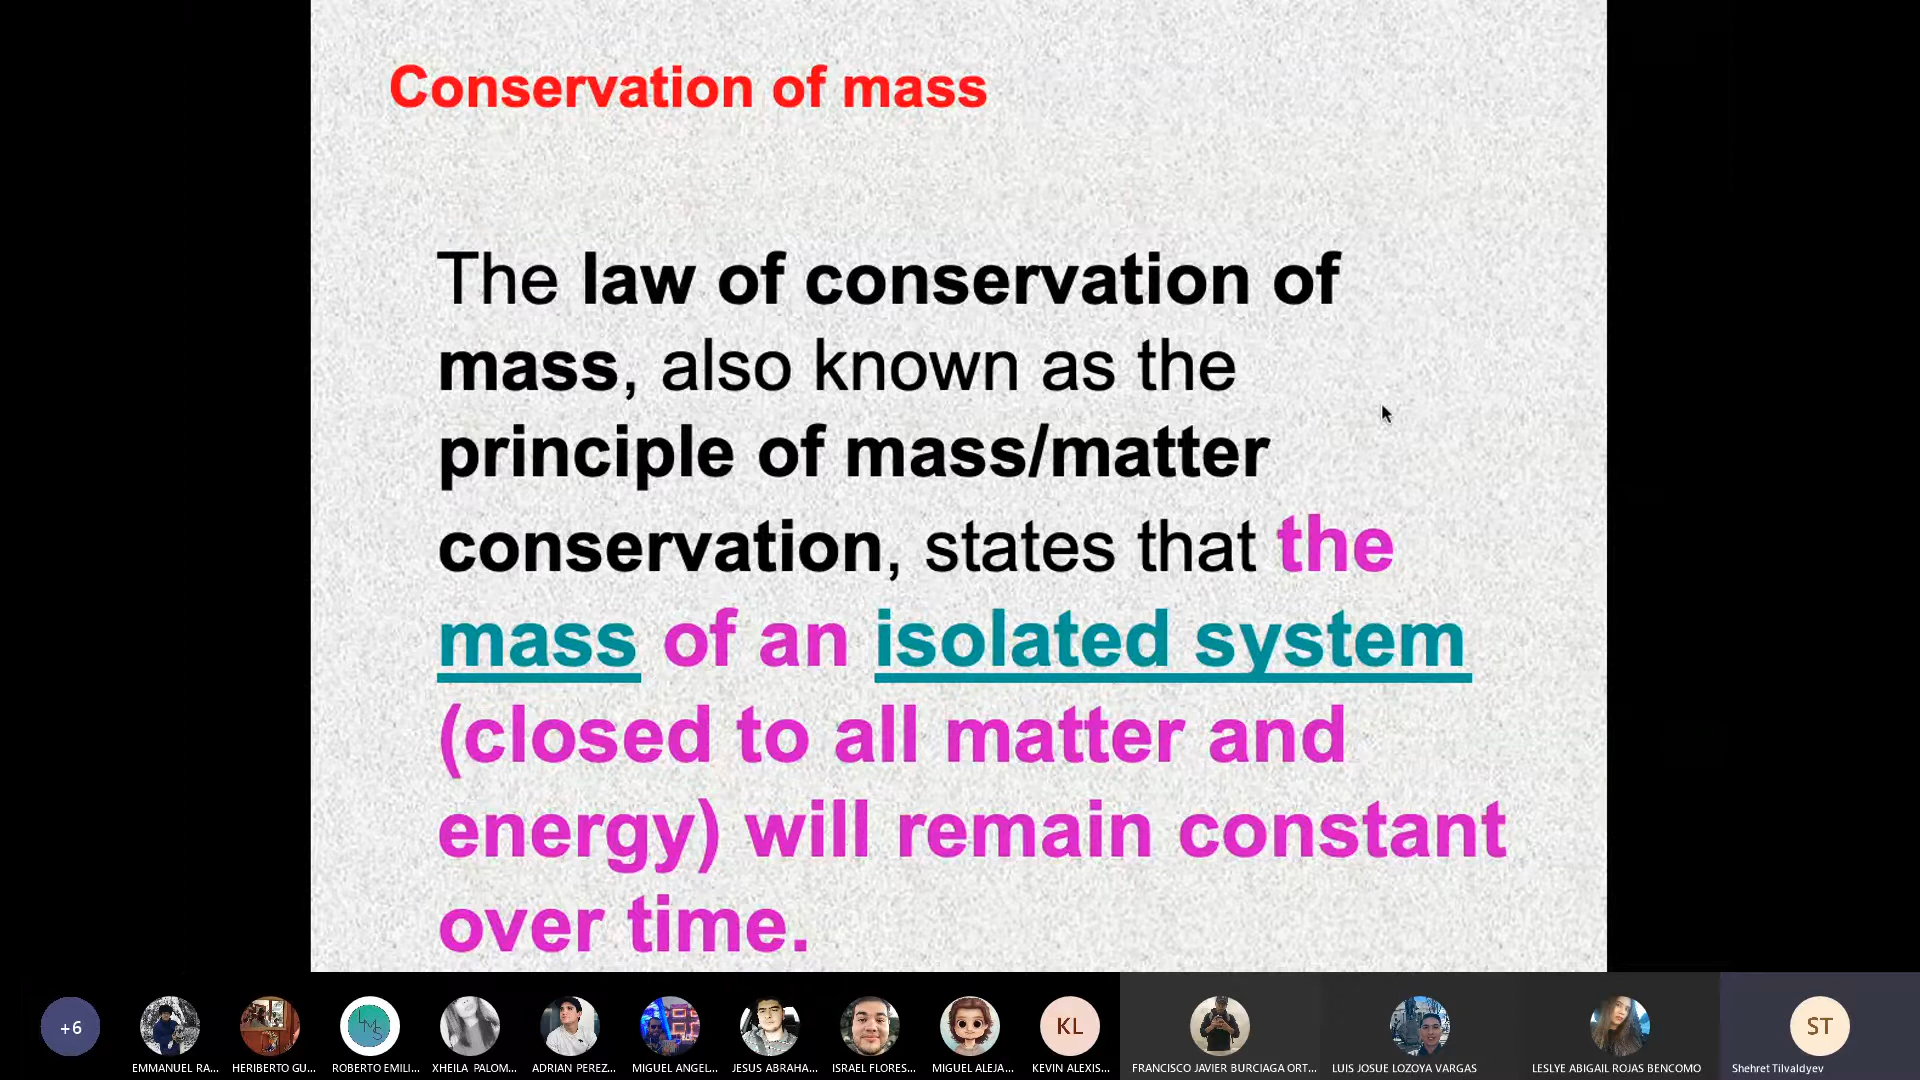 Conservation of mass
The law of conservation of
mass, also known as the
principle of mass/matter
conservation, states that the
mass of an isolated system
(closed to all matter and
energy) will remain constant
over time.
+6
EMMANUEL RA...
HERIBERTO GU...
LMS
ROBERTO EMILI...
XHEILA PALOM...
ADRIAN PEREZ...
MIGUEL ANGEL...
JESUS ABRAHA...
ISRAEL FLORES...
MIGUEL ALEJA...
KL
KEVIN ALEXIS...
FRANCISCO JAVIER BURCIAGA ORT...
LUIS JOSUE LOZOYA VARGAS
LESLYE ABIGAIL ROJAS BENCOMO
ST
Shehret Tilvaldyev